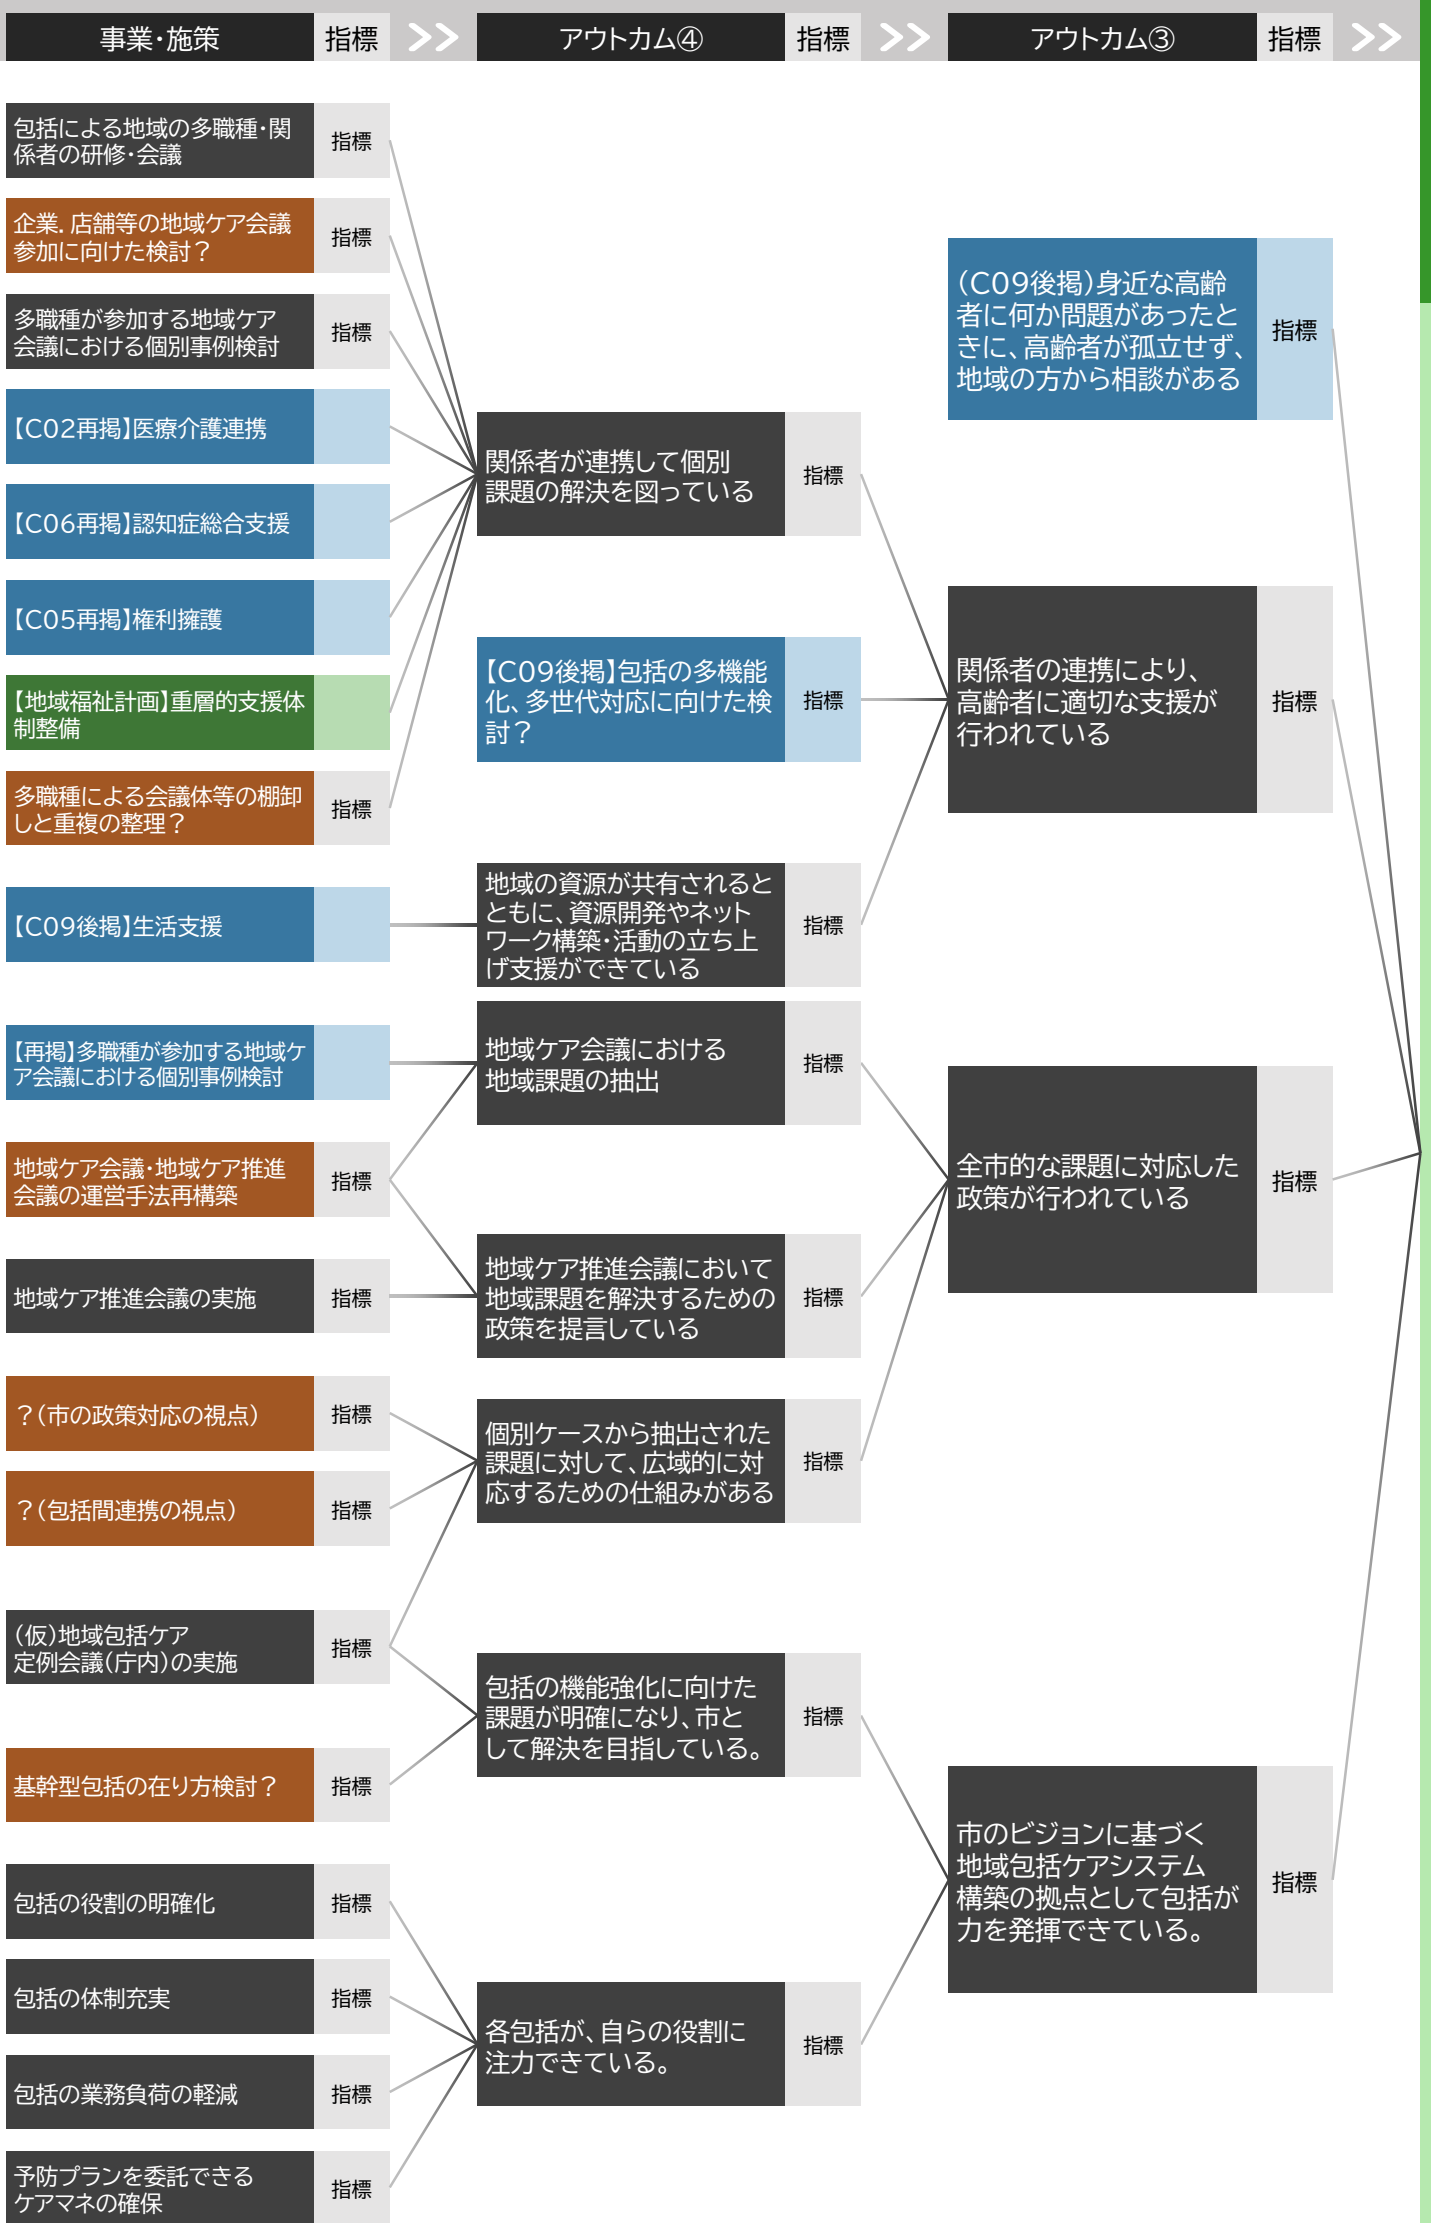 事業・施策
指標
アウトカム④
指標
アウトカム③
指標
包括による地域の多職種・関
係者の研修・会議
指標
企業．店舗等の地域ケア会議
参加に向けた検討？
指標
多職種が参加する地域ケア
会議における個別事例検討
指標
【C02再掲】医療介護連携
【C06再掲】認知症総合支援
【C05再掲】権利擁護
【地域福祉計画】重層的支援体
制整備
多職種による会議体等の棚卸
しと重複の整理？
指標
【C09後掲】生活支援
【再掲】多職種が参加する地域ケ
ア会議における個別事例検討
地域ケア会議・地域ケア推進
会議の運営手法再構築
指標
地域ケア推進会議の実施
指標
？（市の政策対応の視点）
指標
？（包括間連携の視点）
指標
（仮）地域包括ケア
定例会議（庁内）の実施
指標
基幹型包括の在り方検討？
指標
包括の役割の明確化
指標
包括の体制充実
指標
包括の業務負荷の軽減
指標
予防プランを委託できる
ケアマネの確保
指標
関係者が連携して個別
課題の解決を図っている
指標
【C09後掲】包括の多機能
化、多世代対応に向けた検
討？
指標
地域の資源が共有されると
ともに、資源開発やネット
ワーク構築・活動の立ち上
げ支援ができている
指標
地域ケア会議における
地域課題の抽出
指標
地域ケア推進会議において
地域課題を解決するための
政策を提言している
指標
個別ケースから抽出された
課題に対して、広域的に対
応するための仕組みがある
指標
包括の機能強化に向けた
課題が明確になり、市と
して解決を目指している。
指標
各包括が、自らの役割に
注力できている。
指標
（C09後掲）身近な高齢
者に何か問題があったと
きに、高齢者が孤立せず、
地域の方から相談がある
指標
関係者の連携により、
高齢者に適切な支援が
行われている
指標
全市的な課題に対応した
政策が行われている
指標
市のビジョンに基づく
地域包括ケアシステム
構築の拠点として包括が
力を発揮できている。
指標